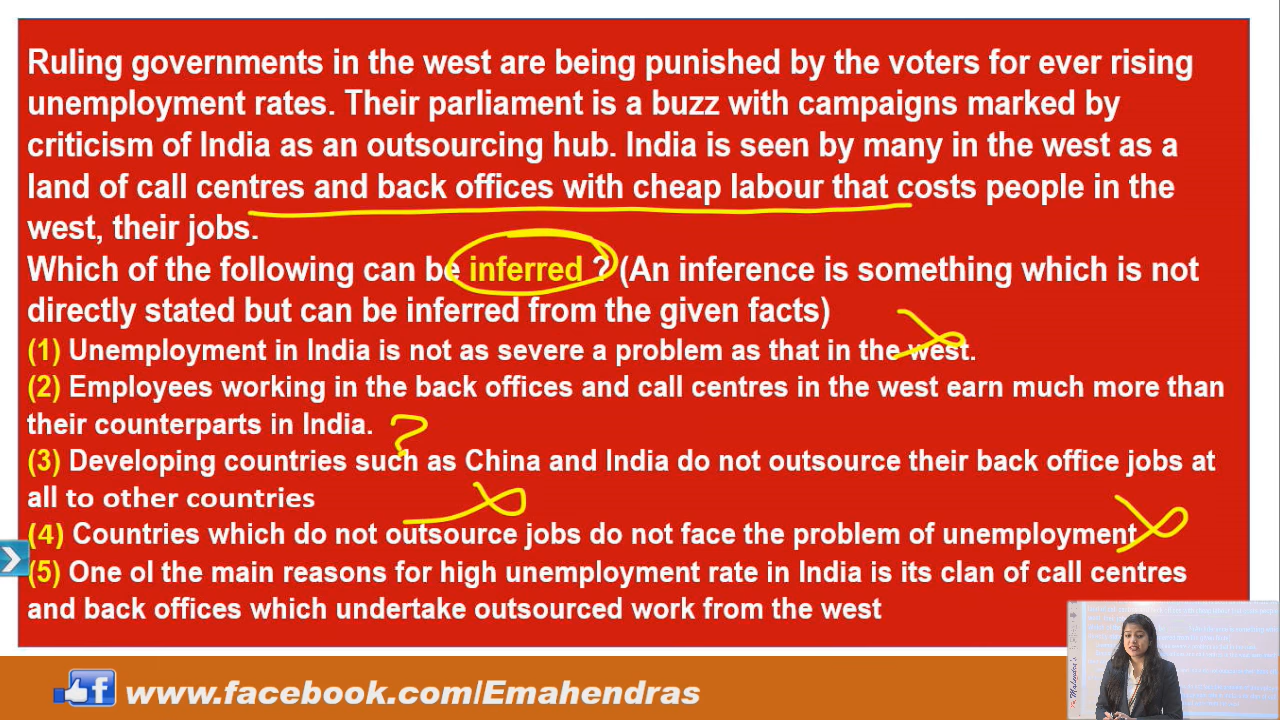 Ruling governments in the west are being punished by the voters for ever rising
unemployment rates. Their parliament is a buzz with campaigns marked by
criticism of India as an outsourcing hub. India is seen by many in the west as a
land of call centres and back offices with cheap labour that costs people in the
west, their jobs.
Which of the following can be inferred ? (An inference is something which is not
directly stated but can be inferred from the given facts)
(1) Unemployment in India is not as severe a problem as that in the west.
(2) Employees working in the back offices and call centres in the west earn much more than
their counterparts in India.
?
(3) Developing countries such as China and India do not outsource their back office jobs at
all to other countries
(4) Countries which do not outsource jobs do not face the problem of unemployment
(5) One ol the main reasons for high unemployment rate in India is its clan of call centres
and back offices which undertake outsourced work from the west
f www.facebook.com/Emahendras